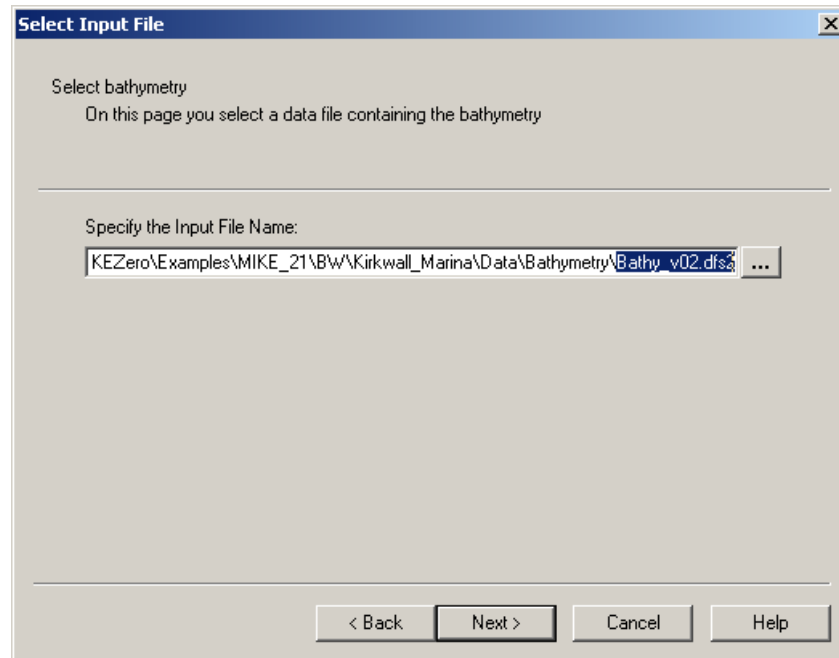 Select Input File
Select bathymetry
On this page you select a data file containing the bathymetry
Specify the Input File Name:
KEZero\Examples\MIKE_21\BW\Kirkwall_Marina\Data\Bathymetry\Bathy_v02.dfs2
...
< Back Next > Cancel Help